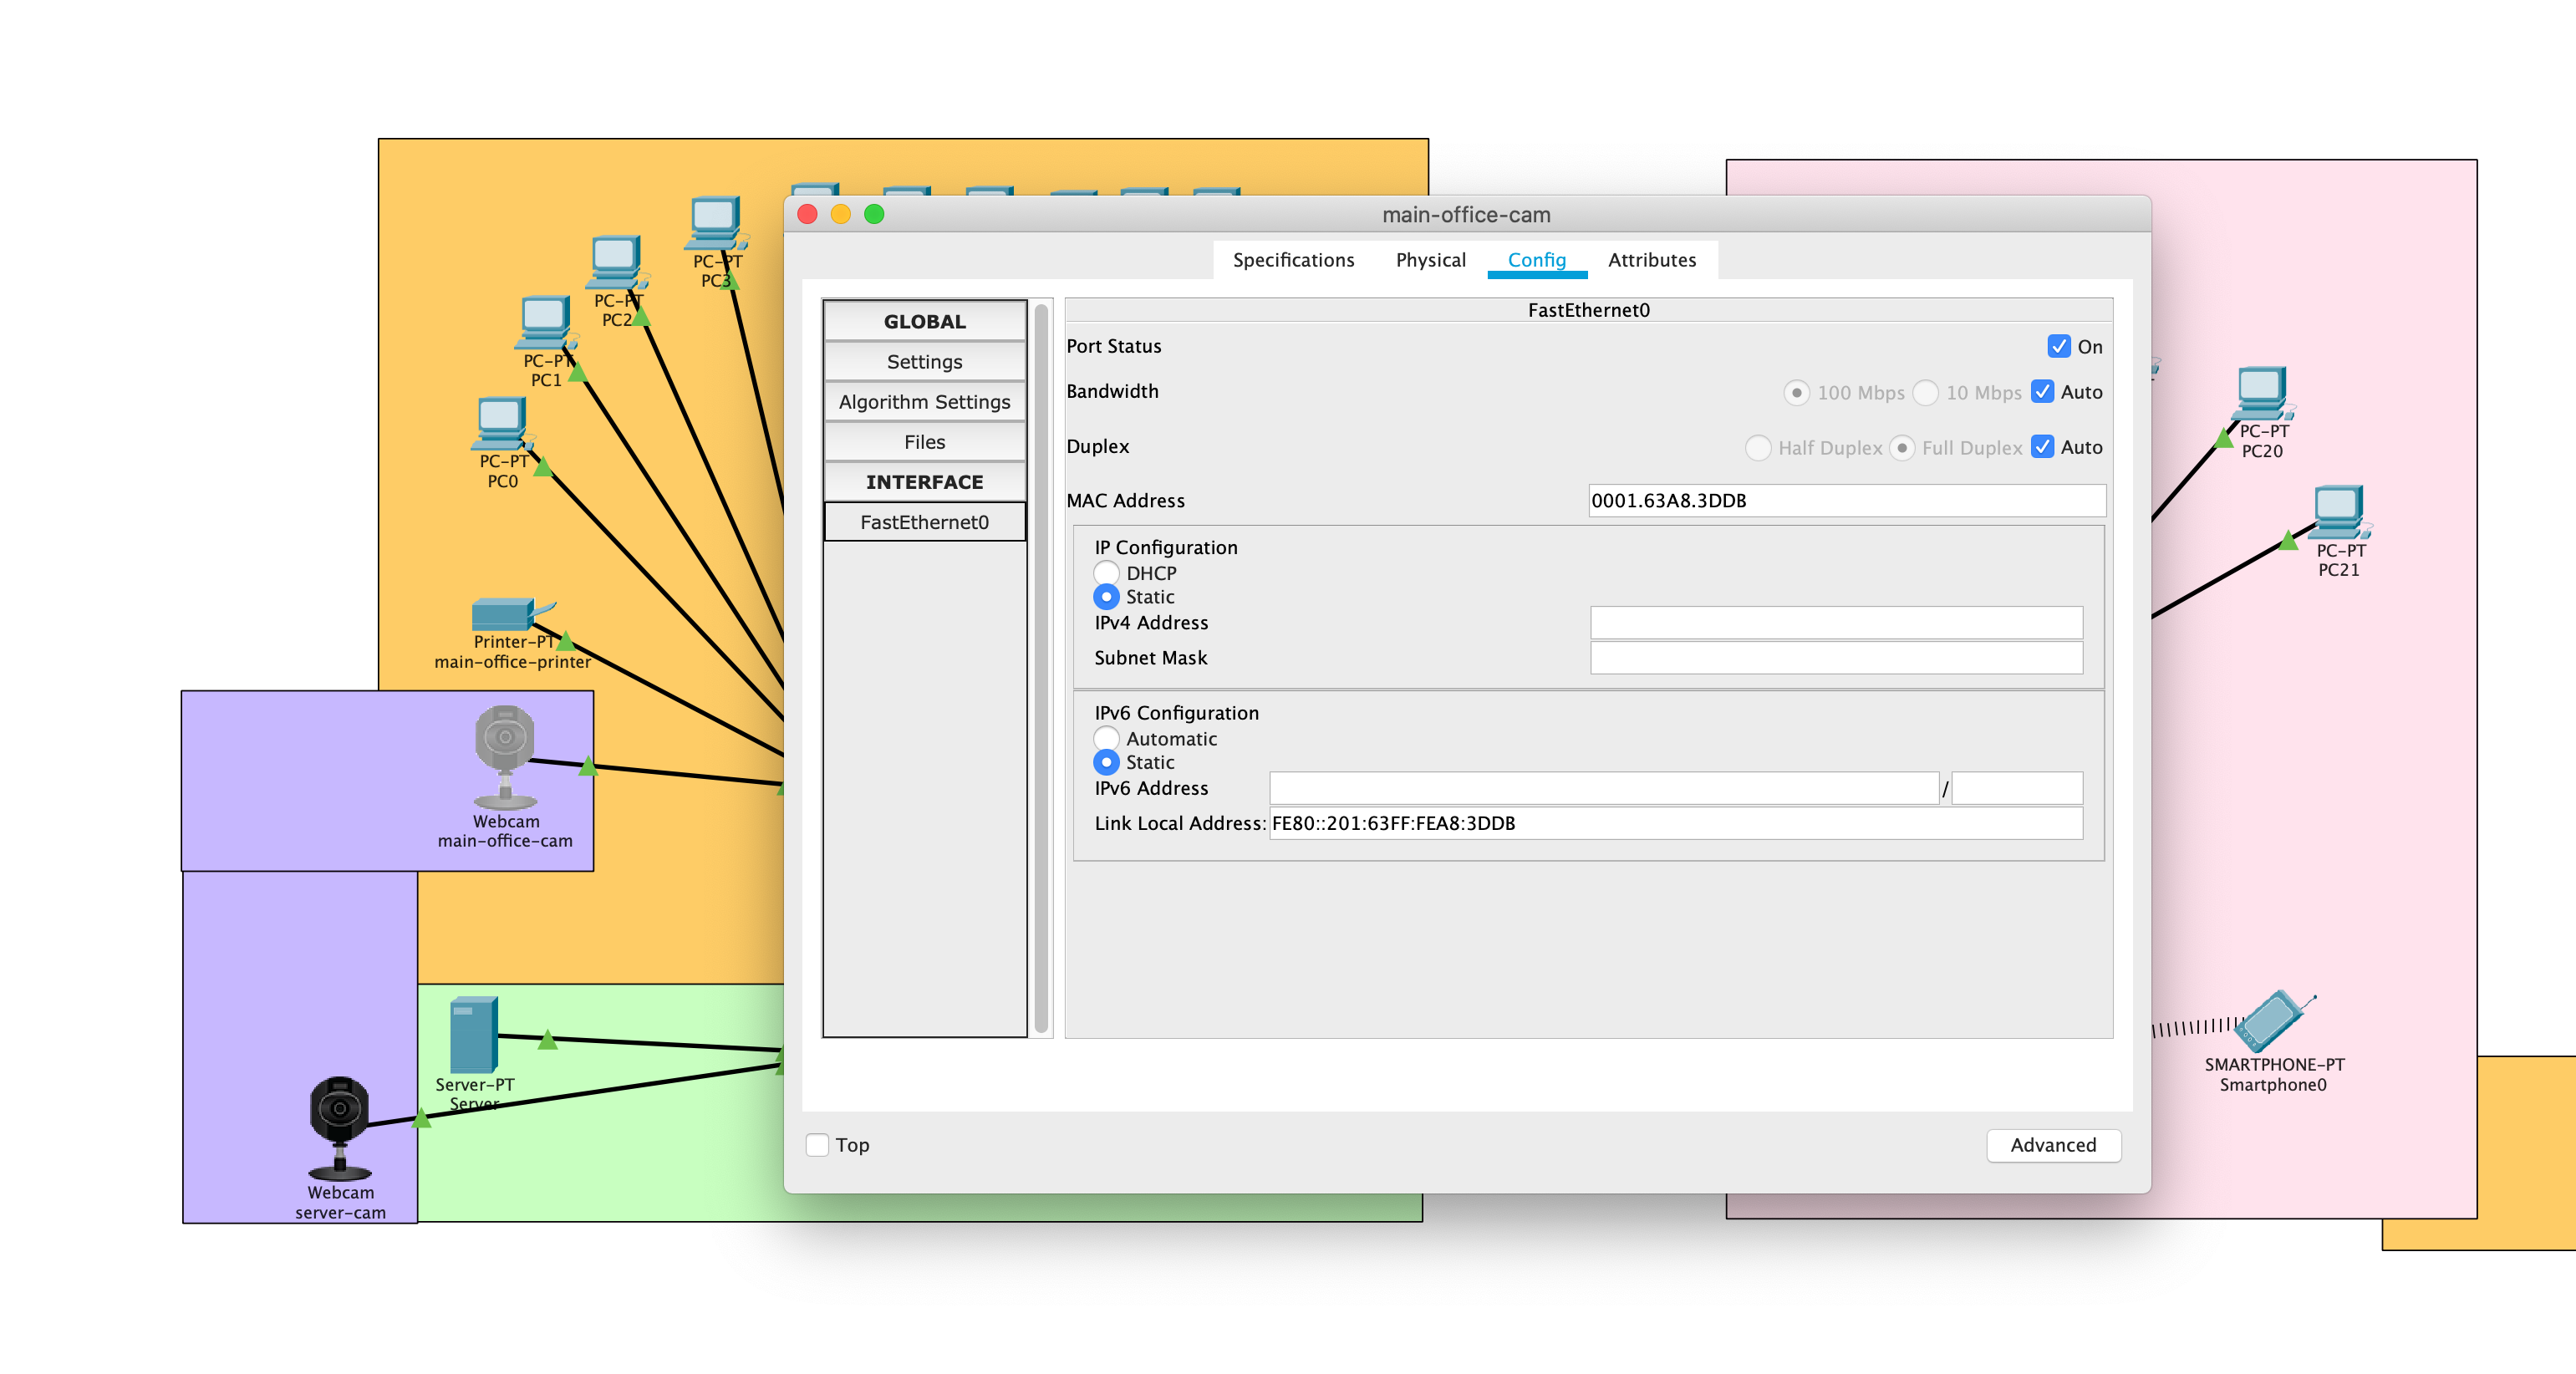 main-office-cam
Specifications
Physical
Config
Attributes
GLOBAL
Settings
Algorithm Settings
Files
INTERFACE
FastEthernet0
FastEthernet0
Port Status
On
Bandwidth
100 Mbps
10 Mbps
Auto
Duplex
Half Duplex
Full Duplex
Auto
MAC Address
0001.63A8.3DDB
IP Configuration
DHCP
Static
IPv4 Address
Subnet Mask
IPv6 Configuration
Automatic
Static
IPv6 Address
/
Link Local Address:
FE80::201:63FF:FEA8:3DDB
Top
Advanced
PC-PT
PC3
PC-PT
PC2
PC-PT
PC1
PC-PT
PC0
Printer-PT
main-office-printer
Webcam
main-office-cam
Server-PT
Server
Webcam
server-cam
PC-PT
PC20
PC-PT
PC21
SMARTPHONE-PT
Smartphone0